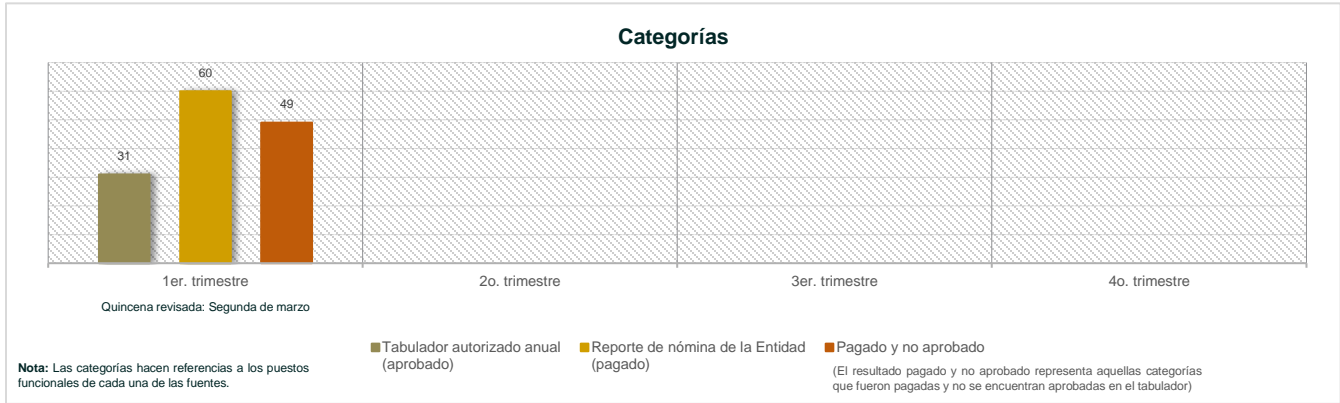 Categorías
60
49
31
1er. trimestre
2o. trimestre
3er. trimestre
4o. trimestre
Quincena revisada: Segunda de marzo
Tabulador autorizado anual
(aprobado)
Reporte de nómina de la Entidad
(pagado)
Pagado y no aprobado
(El resultado pagado y no aprobado representa aquellas categorías
que fueron pagadas y no se encuentran aprobadas en el tabulador)
Nota: Las categorías hacen referencias a los puestos
funcionales de cada una de las fuentes.